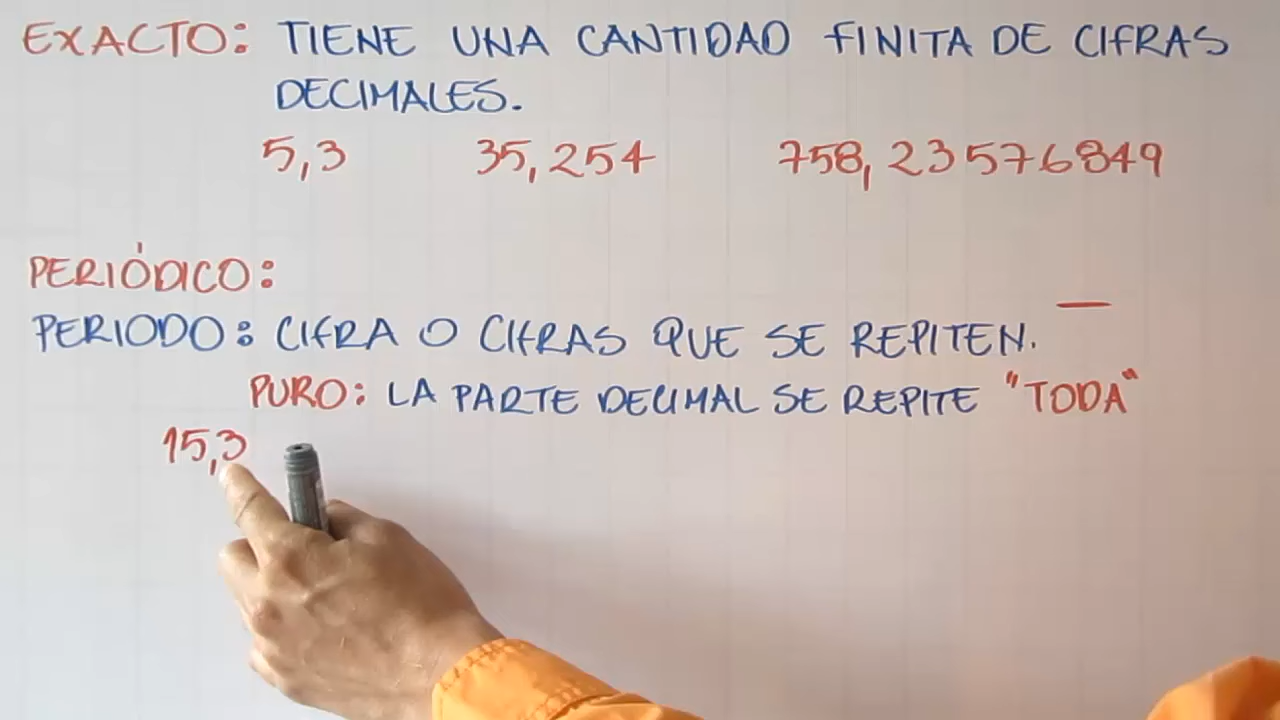 EXACTO: TIENE UNA CANTIDAD FINITA DE CIFRAS
DECIMALES.
5,3 35,254 758,23576849
PERIÓDICO:
PERIODO: CIFRA O CIFRAS QUE SE REPITEN.
PURO: LA PARTE DECIMAL SE REPITE "TODA"
15,3